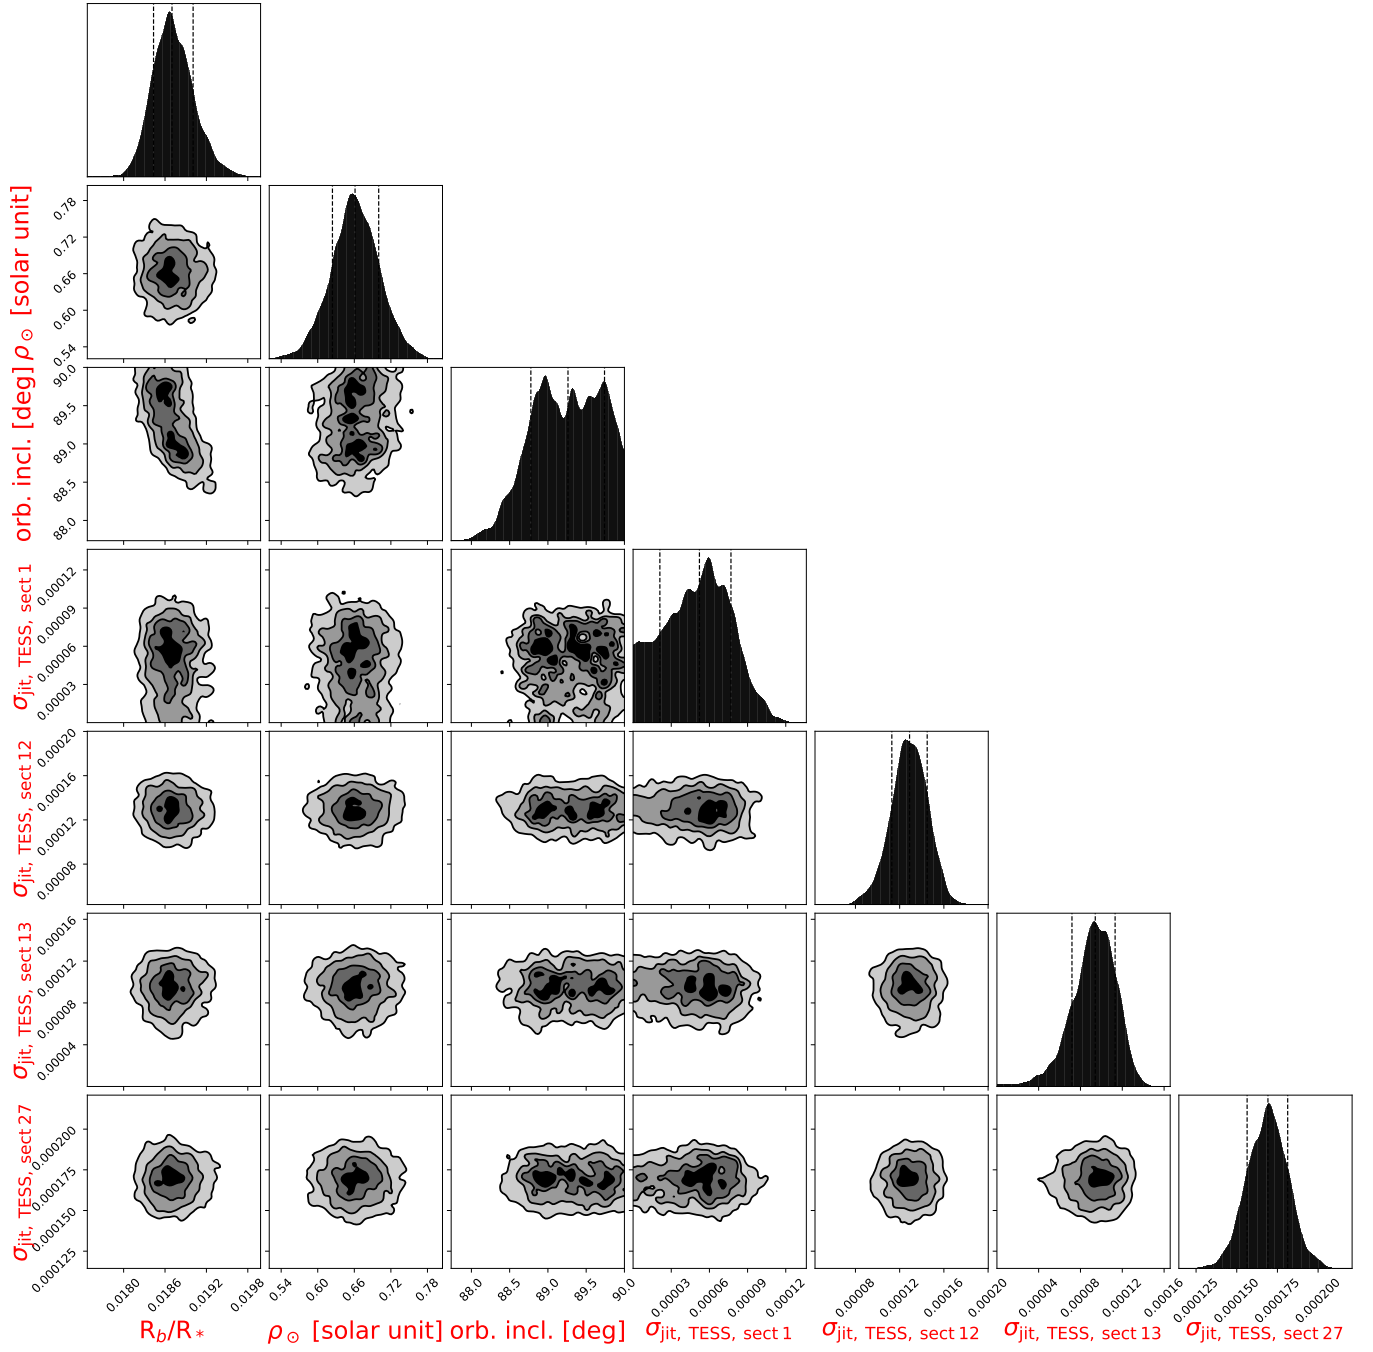 ρ⊙ [solar unit]
0.78
0.72
0.66
0.60
0.54
orb. incl. [deg]
90.0
89.5
89.0
88.5
88.0
σjit, TESS, sect 1
0.00012
0.00009
0.00006
0.00003
σjit, TESS, sect 12
0.00020
0.00016
0.00012
0.00008
σjit, TESS, sect 13
0.00016
0.00012
0.00008
0.00004
σjit, TESS, sect 27
0.000200
0.000175
0.000150
0.000125
0.0180 0.0186 0.0192 0.0198
0.54 0.60 0.66 0.72 0.78
88.0 88.5 89.0 89.5 90.0
0.00003 0.00006 0.00009 0.00012
0.00008 0.00012 0.00016 0.00020
0.00004 0.00008 0.00012 0.00016
0.000125 0.000150 0.000175 0.000200
Rb/R* ρ⊙ [solar unit] orb. incl. [deg] σjit, TESS, sect 1 σjit, TESS, sect 12 σjit, TESS, sect 13 σjit, TESS, sect 27